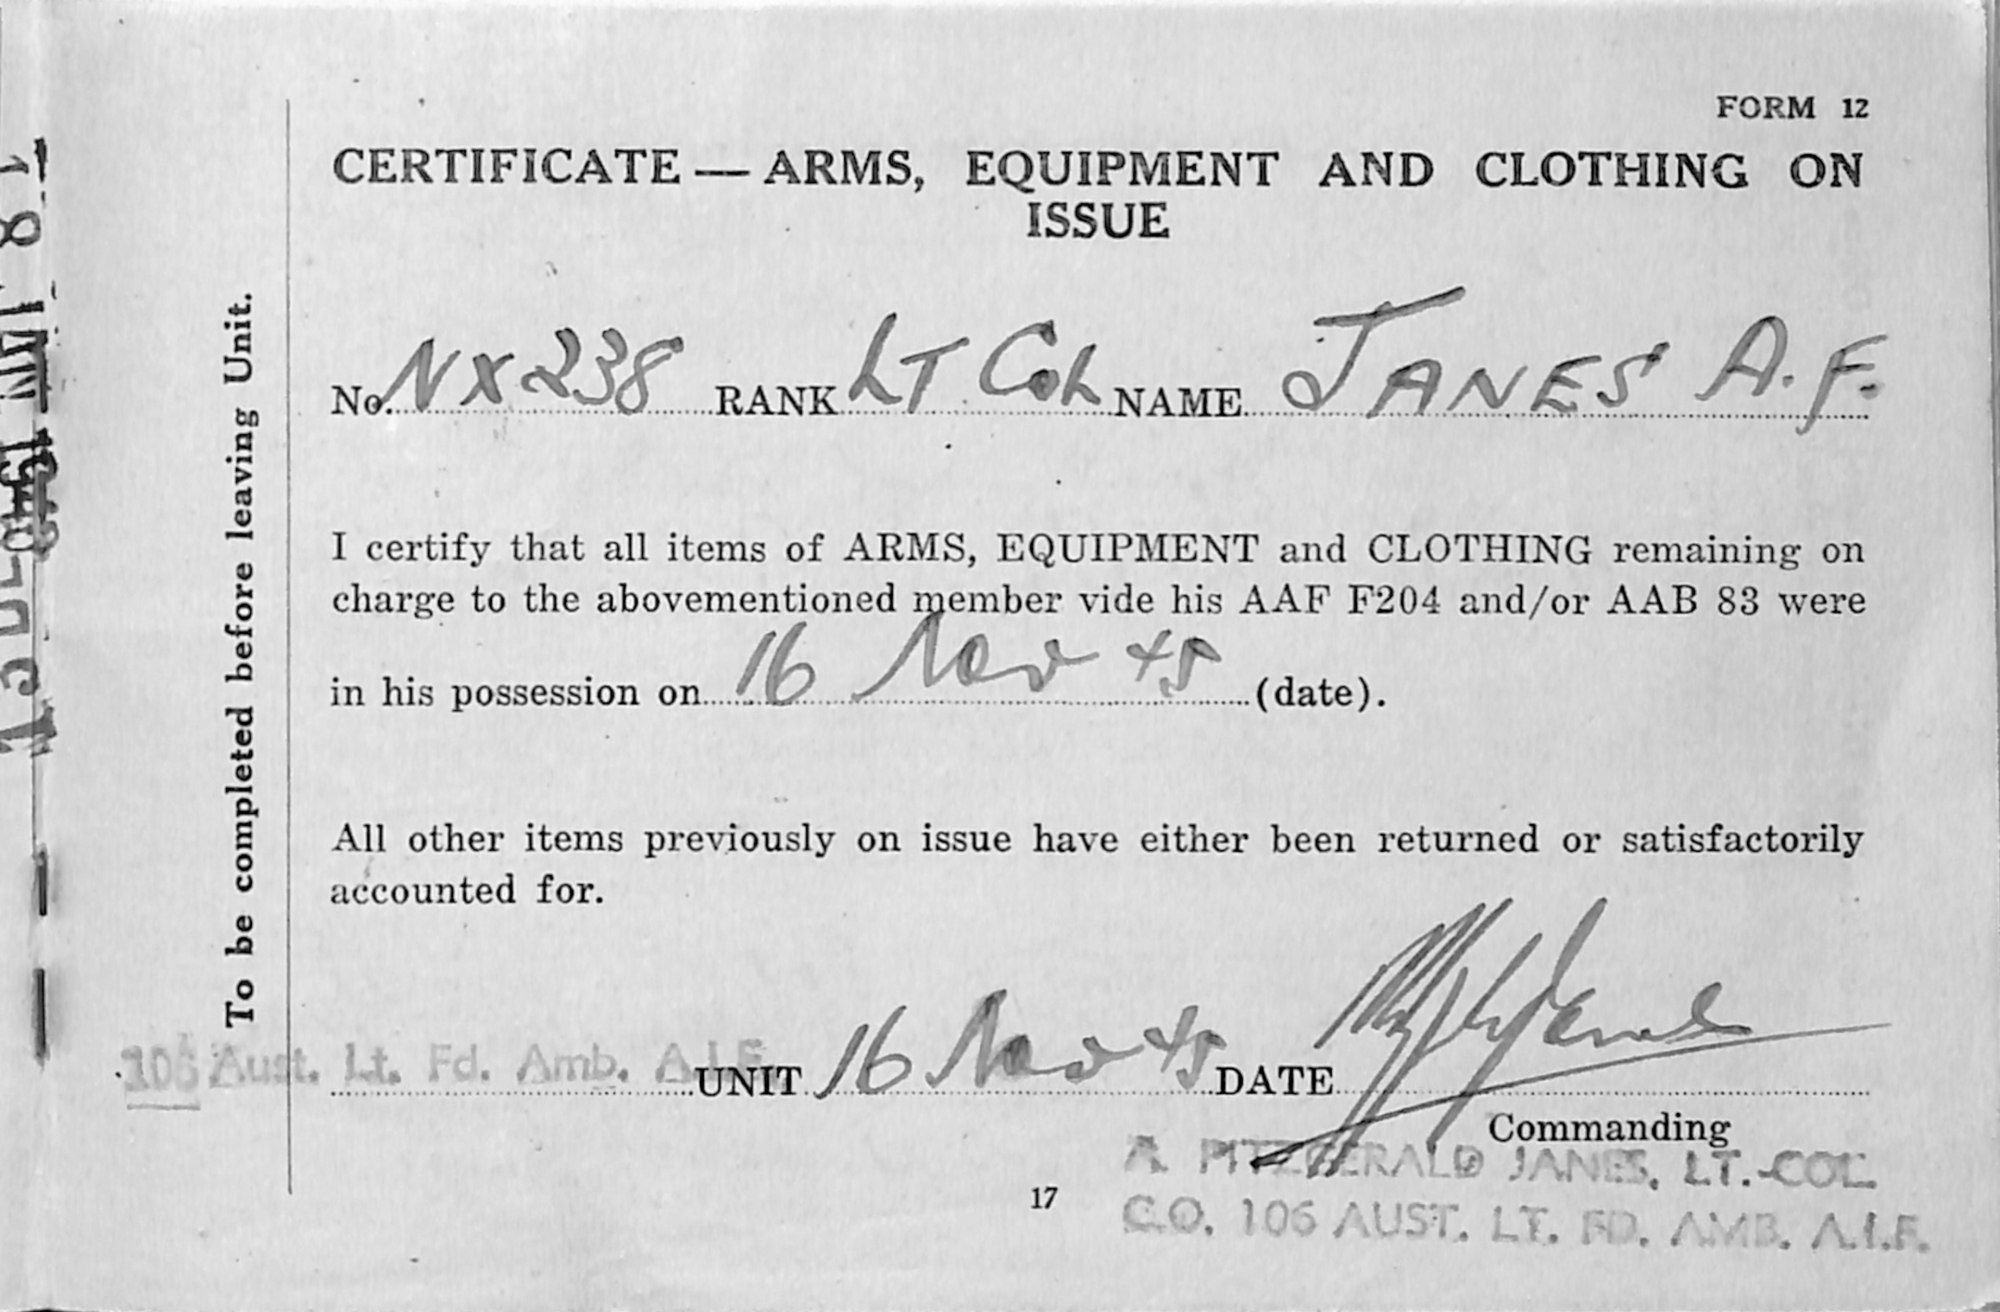 FORM 12
CERTIFICATE — ARMS, EQUIPMENT AND CLOTHING ON
ISSUE
No. NX238 RANK LT COL NAME JANES A.F.
I certify that all items of ARMS, EQUIPMENT and CLOTHING remaining on
charge to the abovementioned member vide his AAF F204 and/or AAB 83 were
in his possession on 16 Nov 45 (date).
All other items previously on issue have either been returned or satisfactorily
accounted for.
106 Aust. Lt. Fd. Amb. A.I.F. UNIT 16 Nov 45 DATE
Commanding
A. FITZGERALD JANES, LT.-COL.
C.O. 106 AUST. LT. FD. AMB. A.I.F.
17
To be completed before leaving Unit.